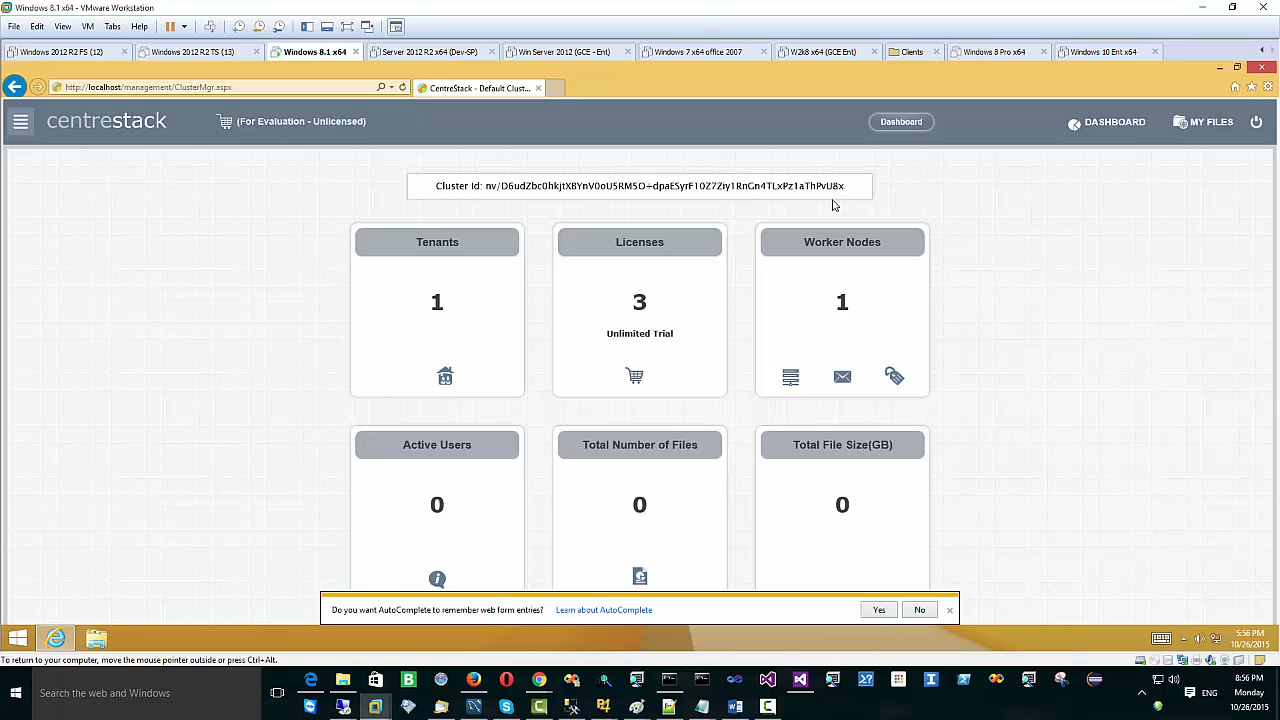 Windows 8.1 x64 - VMware Workstation
File Edit View VM Tabs Help
Windows 2012 R2 FS (12) Windows 2012 R2 TS (13) Windows 8.1 x64 Server 2012 R2 x64 (Dev-SP) Win Server 2012 (GCE - Ent) Windows 7 x64 office 2007 W2k8 x64 (GCE Ent) Clients Windows 8 Pro x64 Windows 10 Ent x64
http://localhost/management/ClusterMgr.aspx CentreStack - Default Clust...
centrestack (For Evaluation - Unlicensed) Dashboard DASHBOARD MY FILES
Cluster Id: nv/D6udZbc0hkjtXBYnV0oU5RM5O+dpaESyrF10Z7Ziy1RnGn4TLxPz1aThPvU8x
Tenants Licenses Worker Nodes
1 3 1
Unlimited Trial
Active Users Total Number of Files Total File Size(GB)
0 0 0
Do you want AutoComplete to remember web form entries? Learn about AutoComplete Yes No
5:56 PM
10/26/2015
To return to your computer, move the mouse pointer outside or press Ctrl+Alt.
Search the web and Windows
ENG
8:56 PM
Monday
10/26/2015